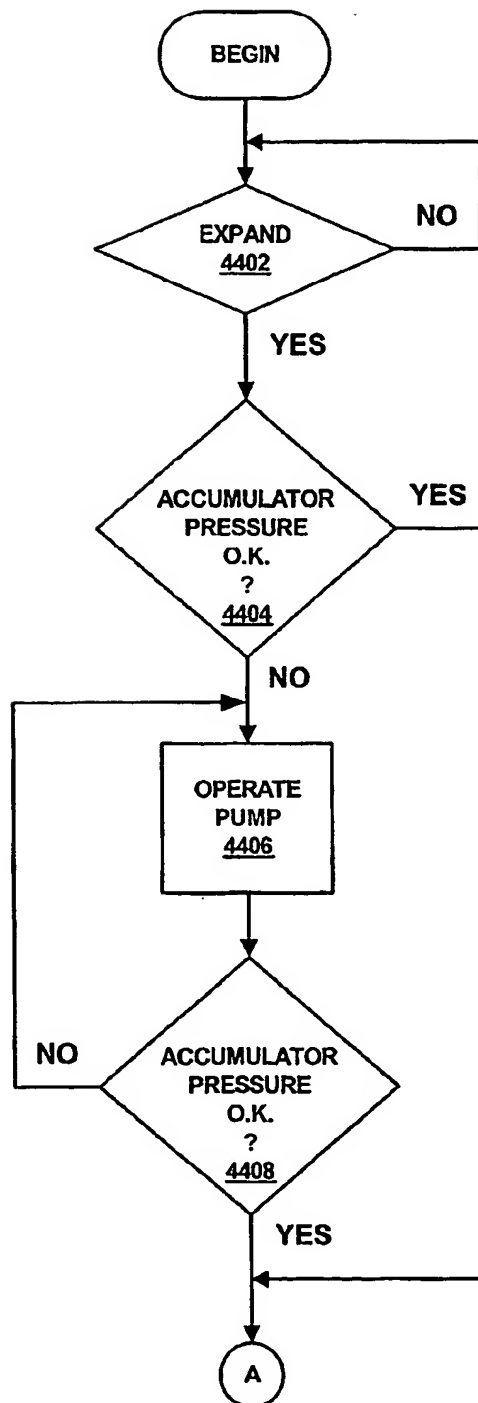 BEGIN
EXPAND
4402
NO
YES
ACCUMULATOR
PRESSURE
O.K.
?
4404
YES
NO
OPERATE
PUMP
4406
NO
ACCUMULATOR
PRESSURE
O.K.
?
4408
YES
A